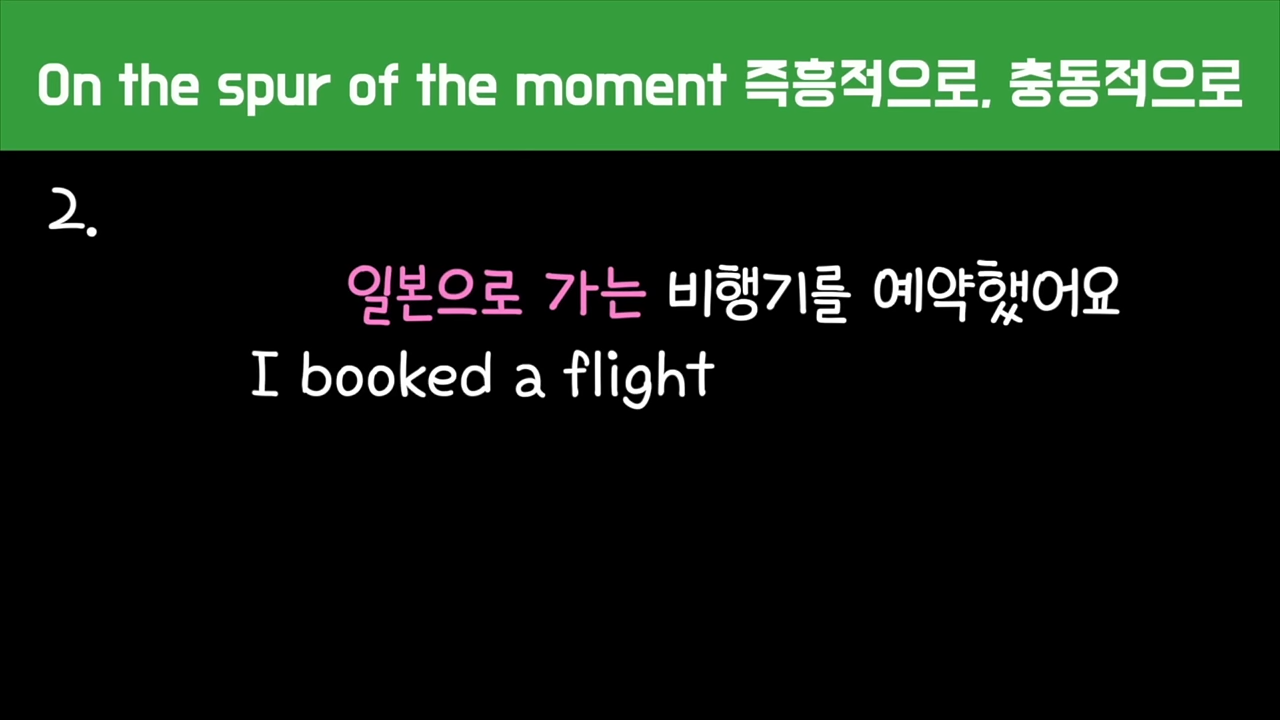 On the spur of the moment 즉흥적으로, 충동적으로
2.
일본으로 가는 비행기를 예약했어요
I booked a flight